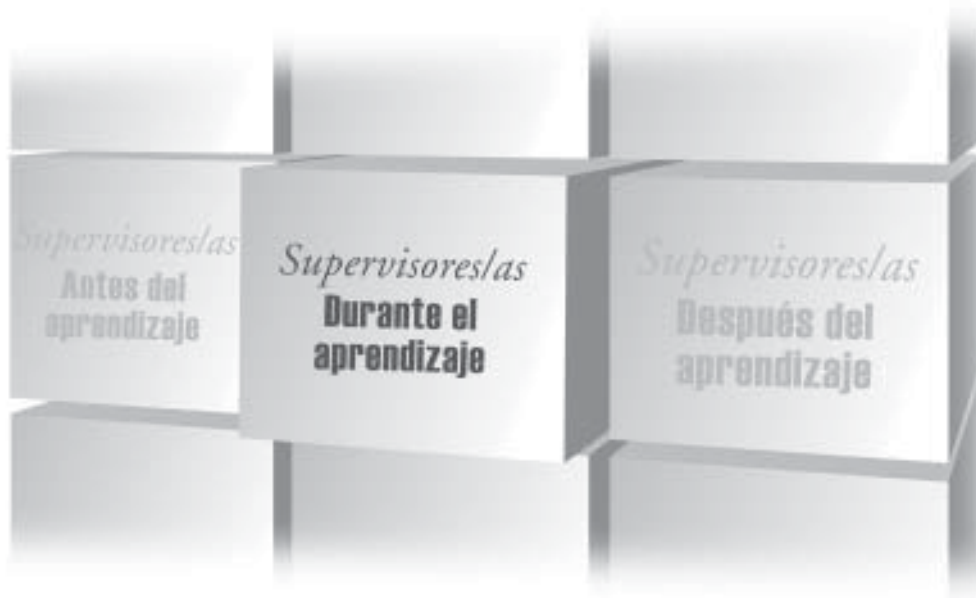 Supervisores/as
Antes del
aprendizaje
Supervisores/as
Durante el
aprendizaje
Supervisores/as
Después del
aprendizaje